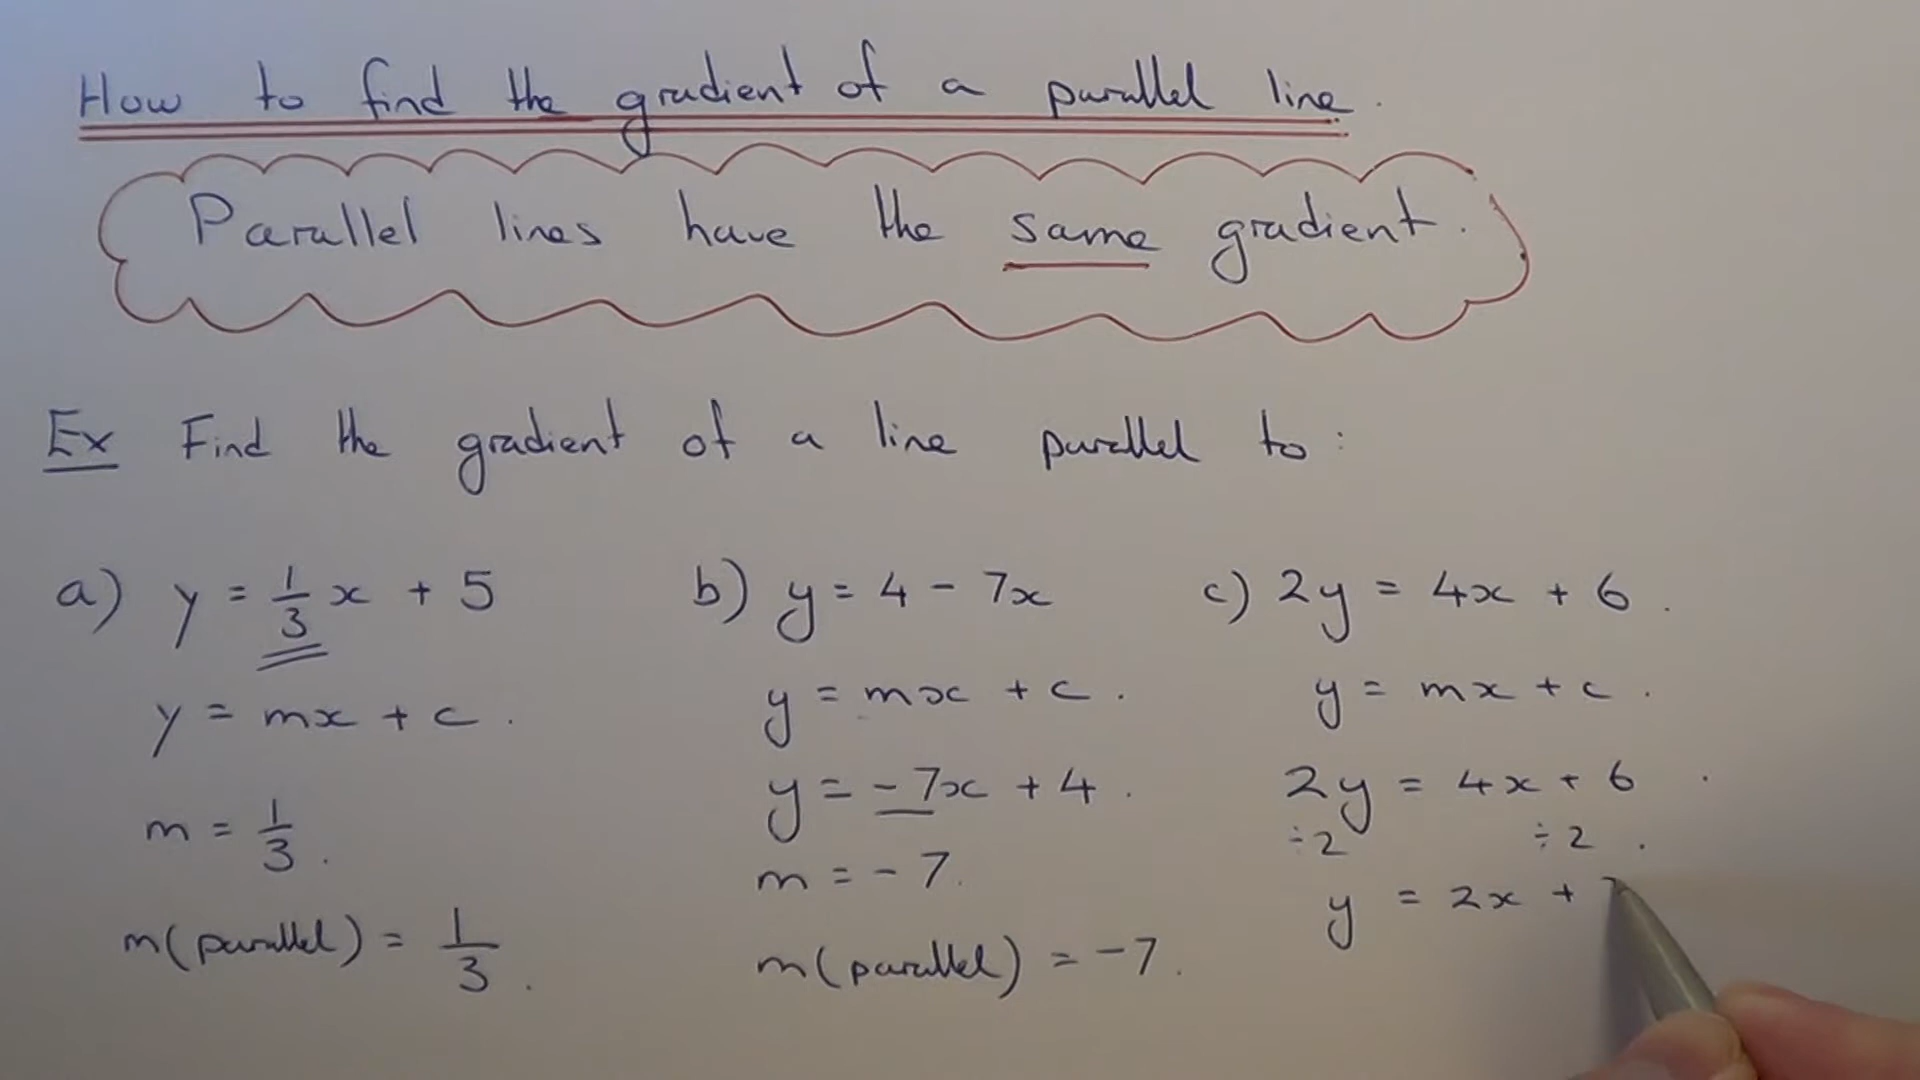 How to find the gradient of a parallel line.
Parallel lines have the same gradient.
Ex Find the gradient of a line parallel to:
a) y = 1/3 x + 5
y = mx + c.
m = 1/3.
m(parallel) = 1/3.
b) y = 4 - 7x
y = mx + c.
y = -7x + 4.
m = -7.
m(parallel) = -7.
c) 2y = 4x + 6.
y = mx + c.
2y = 4x + 6.
÷2 ÷2.
y = 2x +